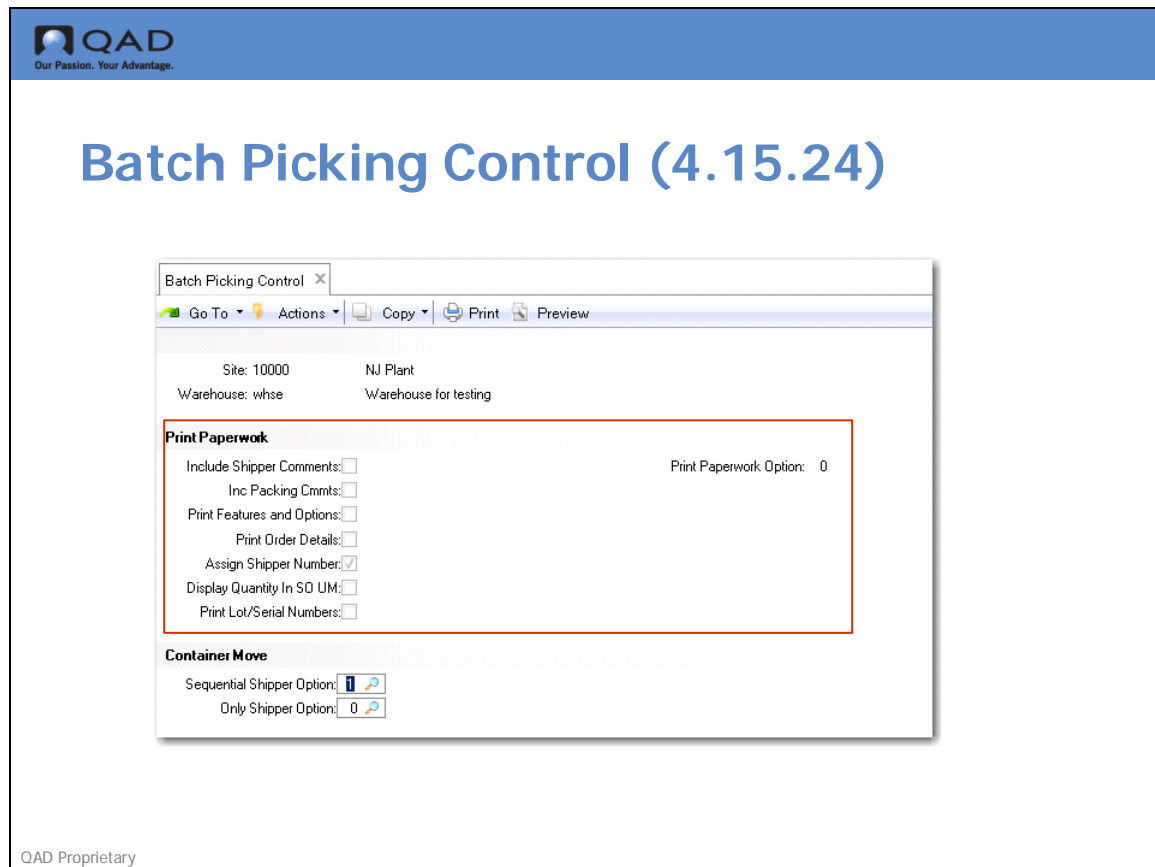 QAD
Our Passion. Your Advantage.
Batch Picking Control (4.15.24)
Batch Picking Control
Go To Actions Copy Print Preview
Site: 10000 NJ Plant
Warehouse: whse Warehouse for testing
Print Paperwork
Include Shipper Comments: Print Paperwork Option: 0
Inc Packing Cmmts:
Print Features and Options:
Print Order Details:
Assign Shipper Number:
Display Quantity In SO UM:
Print Lot/Serial Numbers:
Container Move
Sequential Shipper Option: 1
Only Shipper Option: 0
QAD Proprietary